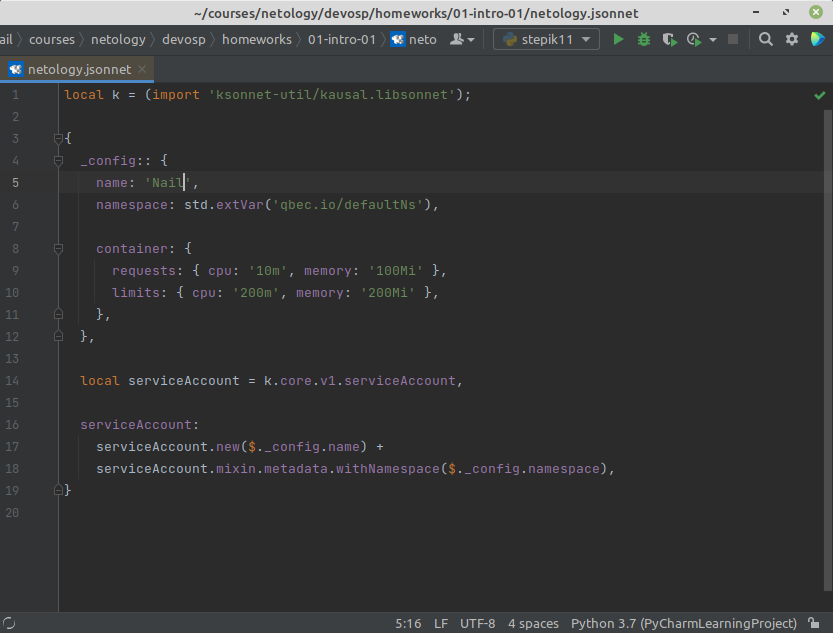 ~/courses/netology/devosp/homeworks/01-intro-01/netology.jsonnet
ail courses netology devosp homeworks 01-intro-01 neto stepik11
netology.jsonnet
1 local k = (import 'ksonnet-util/kausal.libsonnet');
2
3 {
4 _config:: {
5 name: 'Nail',
6 namespace: std.extVar('qbec.io/defaultNs'),
7
8 container: {
9 requests: { cpu: '10m', memory: '100Mi' },
10 limits: { cpu: '200m', memory: '200Mi' },
11 },
12 },
13
14 local serviceAccount = k.core.v1.serviceAccount,
15
16 serviceAccount:
17 serviceAccount.new($._config.name) +
18 serviceAccount.mixin.metadata.withNamespace($._config.namespace),
19 }
20
5:16 LF UTF-8 4 spaces Python 3.7 (PyCharmLearningProject)